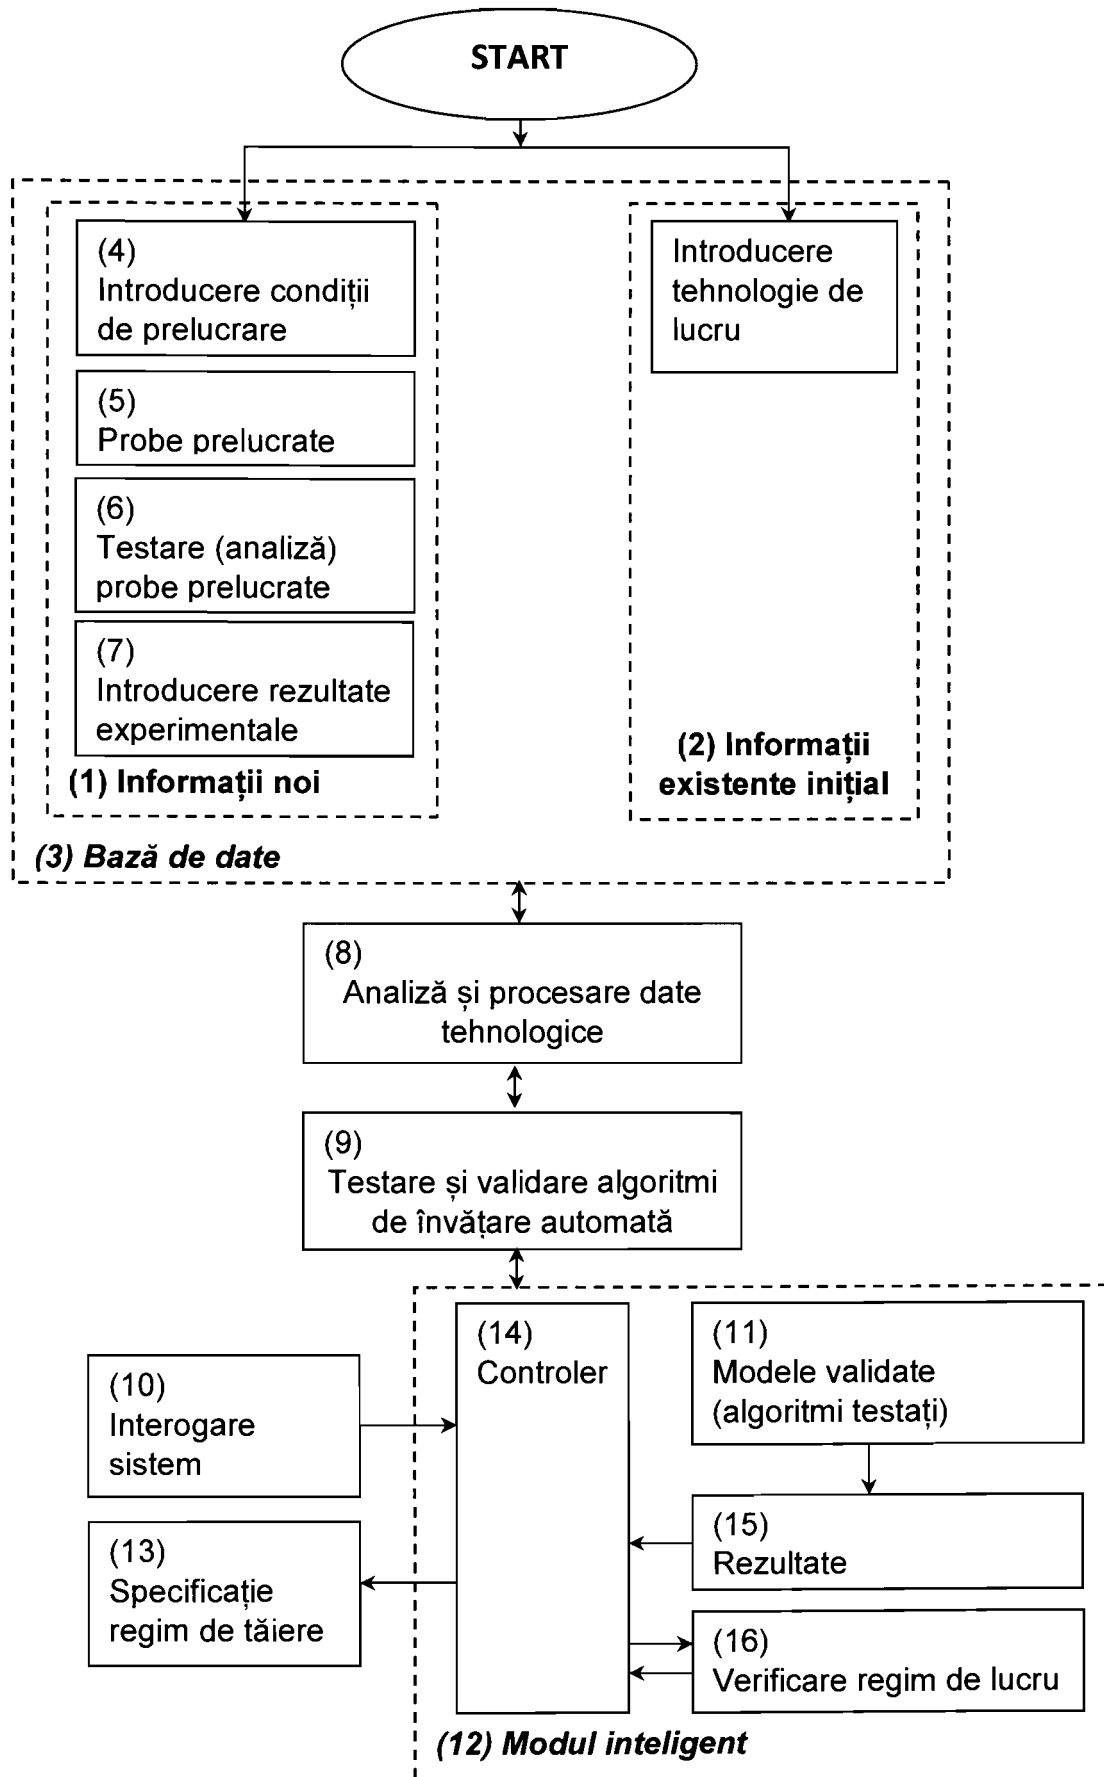 START
(4)
Introducere condiții
de prelucrare
(5)
Probe prelucrate
(6)
Testare (analiză)
probe prelucrate
(7)
Introducere rezultate
experimentale
(1) Informații noi
Introducere
tehnologie de
lucru
(2) Informații
existente inițial
(3) Bază de date
(8)
Analiză și procesare date
tehnologice
(9)
Testare și validare algoritmi
de învățare automată
(10)
Interogare
sistem
(13)
Specificație
regim de tăiere
(14)
Controler
(11)
Modele validate
(algoritmi testați)
(15)
Rezultate
(16)
Verificare regim de lucru
(12) Modul inteligent